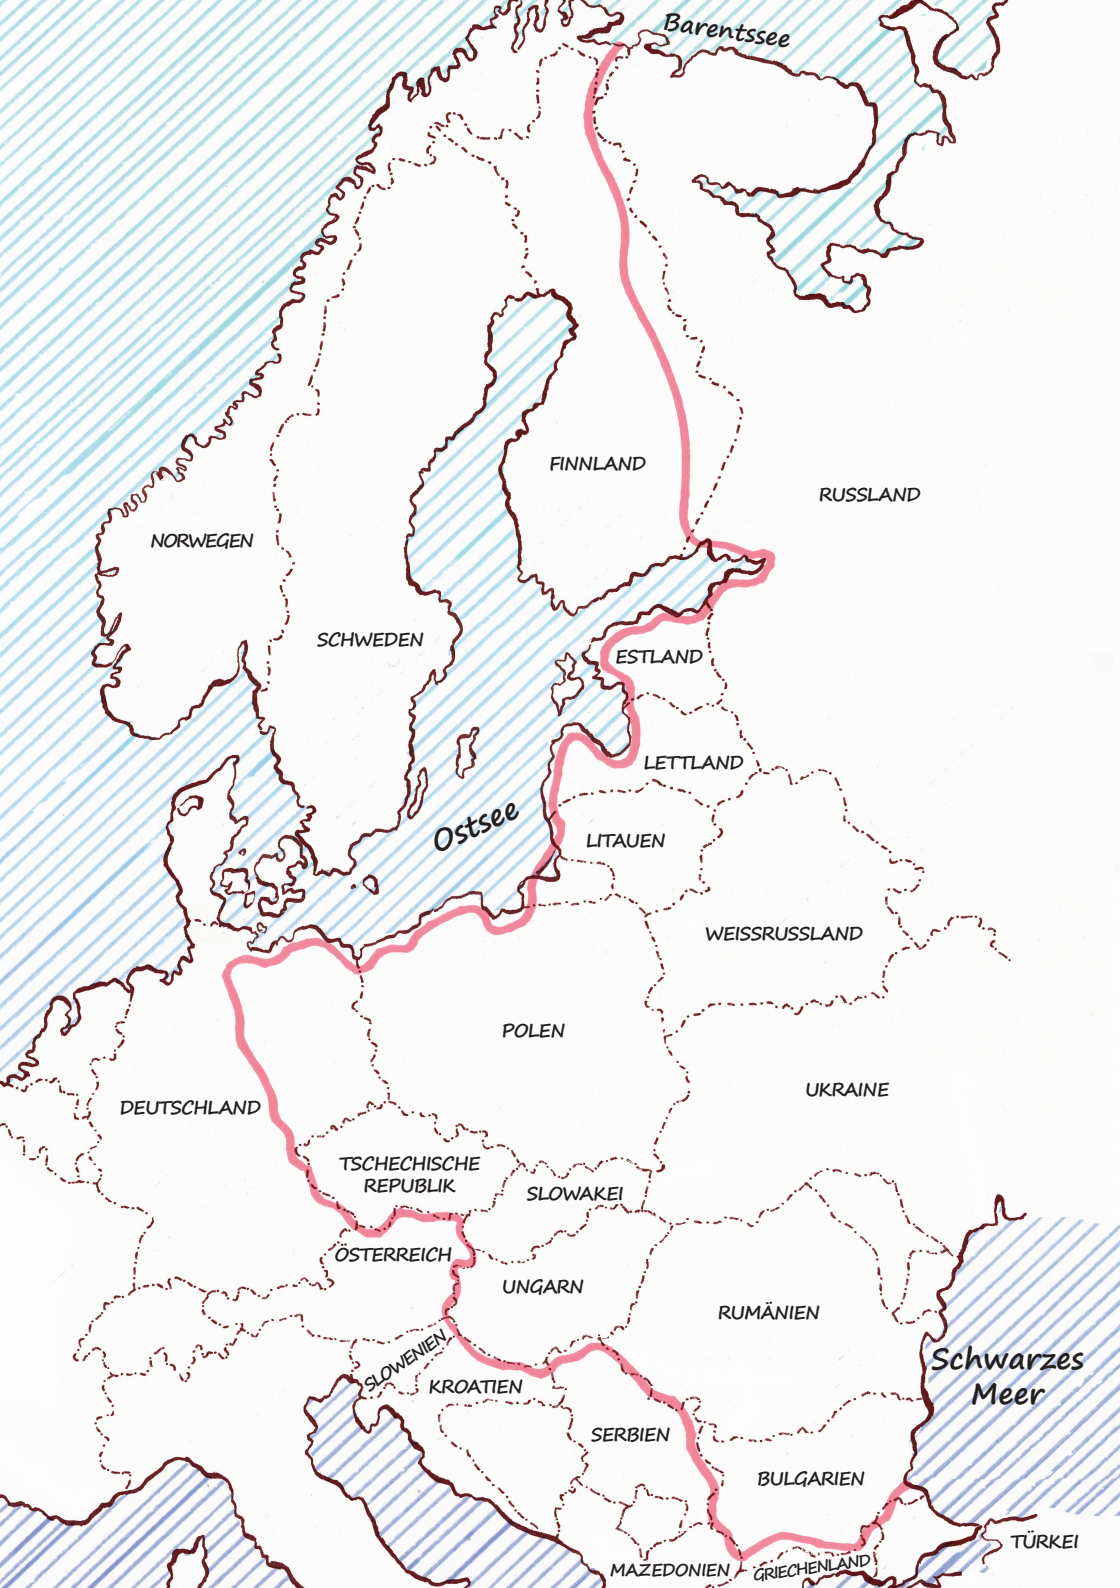 Barentssee
FINNLAND
RUSSLAND
NORWEGEN
SCHWEDEN
ESTLAND
LETTLAND
Ostsee
LITAUEN
WEISSRUSSLAND
POLEN
UKRAINE
DEUTSCHLAND
TSCHECHISCHE
REPUBLIK
SLOWAKEI
ÖSTERREICH
UNGARN
RUMÄNIEN
SLOWENIEN
Schwarzes
Meer
KROATIEN
SERBIEN
BULGARIEN
TÜRKEI
MAZEDONIEN
GRIECHENLAND